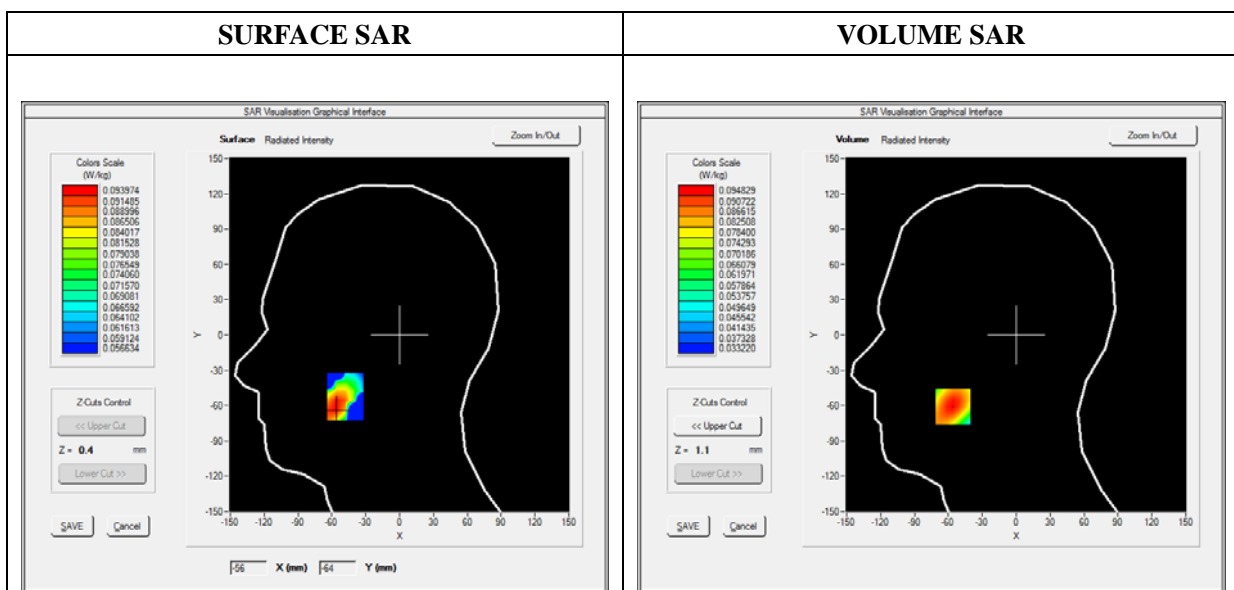 SURFACE SAR
VOLUME SAR
SAR Visualisation Graphical Interface
Surface Radiated Intensity
Zoom In/Out
Colors Scale
(W/kg)
0.093974
0.091485
0.088996
0.086506
0.084017
0.081528
0.079038
0.076549
0.074060
0.071570
0.069081
0.066592
0.064102
0.061613
0.059124
0.056634
Z-Cuts Control
<< Upper Cut
Z = 0.4 mm
Lower Cut >>
SAVE
Cancel
150
120
90
60
30
0
-30
-60
-90
-120
-150
Y
-150 -120 -90 -60 -30 0 30 60 90 120 150
X
-56 X (mm) -64 Y (mm)
SAR Visualisation Graphical Interface
Volume Radiated Intensity
Zoom In/Out
Colors Scale
(W/kg)
0.094829
0.090722
0.086615
0.082508
0.078400
0.074293
0.070186
0.066079
0.061971
0.057864
0.053757
0.049649
0.045542
0.041435
0.037328
0.033220
Z-Cuts Control
<< Upper Cut
Z = 1.1 mm
Lower Cut >>
SAVE
Cancel
150
120
90
60
30
0
-30
-60
-90
-120
-150
Y
-150 -120 -90 -60 -30 0 30 60 90 120 150
X